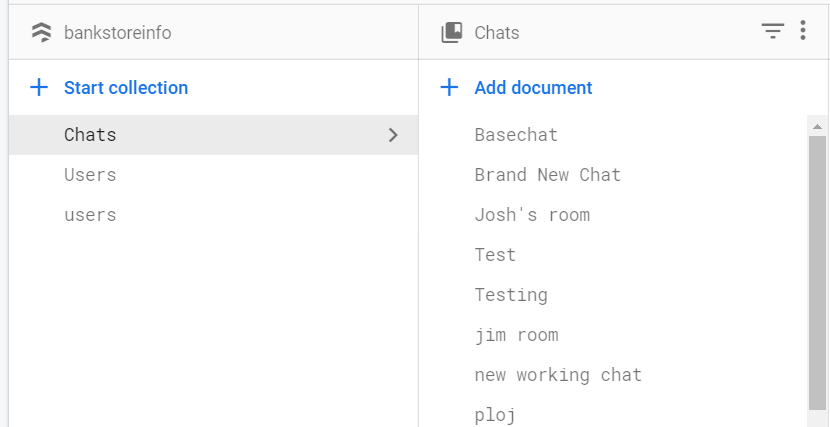 bankstoreinfo
Start collection
Chats
Users
users
Chats
Add document
Basechat
Brand New Chat
Josh's room
Test
Testing
jim room
new working chat
ploj